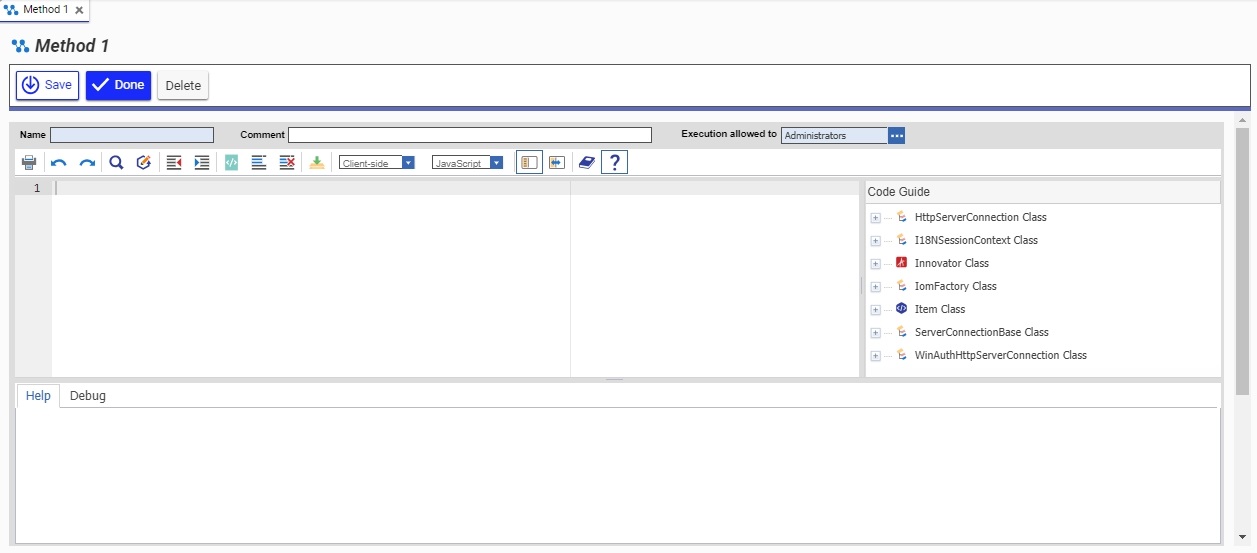 Method 1
Method 1
Save Done Delete
Name Comment Execution allowed to Administrators
Client-side JavaScript ?
1
Code Guide
HttpServerConnection Class
I18NSessionContext Class
Innovator Class
IomFactory Class
Item Class
ServerConnectionBase Class
WinAuthHttpServerConnection Class
Help Debug